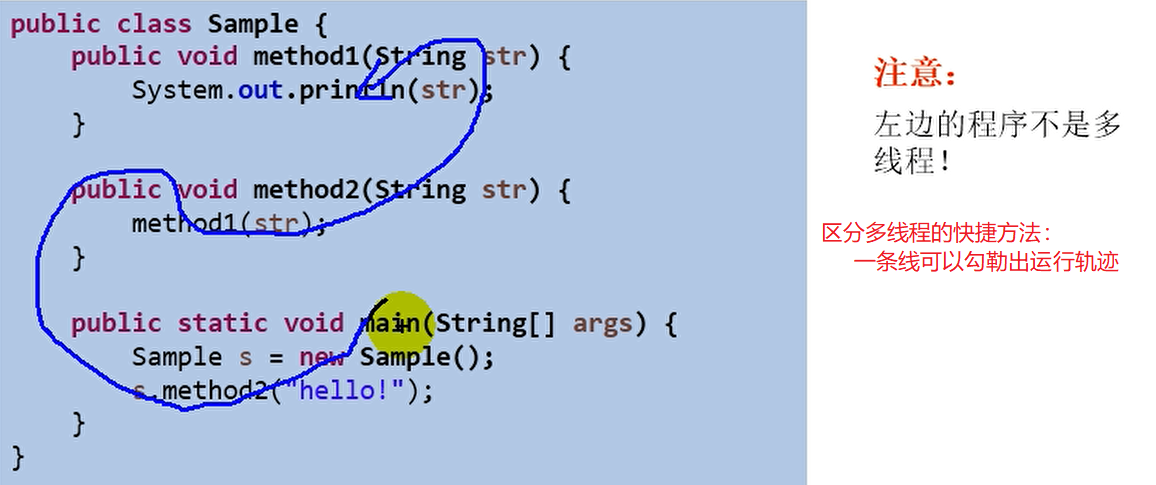 public class Sample {
public void method1(String str) {
System.out.println(str);
}
public void method2(String str) {
method1(str);
}
public static void main(String[] args) {
Sample s = new Sample();
s.method2("hello!");
}
}
注意：
左边的程序不是多
线程！
区分多线程的快捷方法：
一条线可以勾勒出运行轨迹